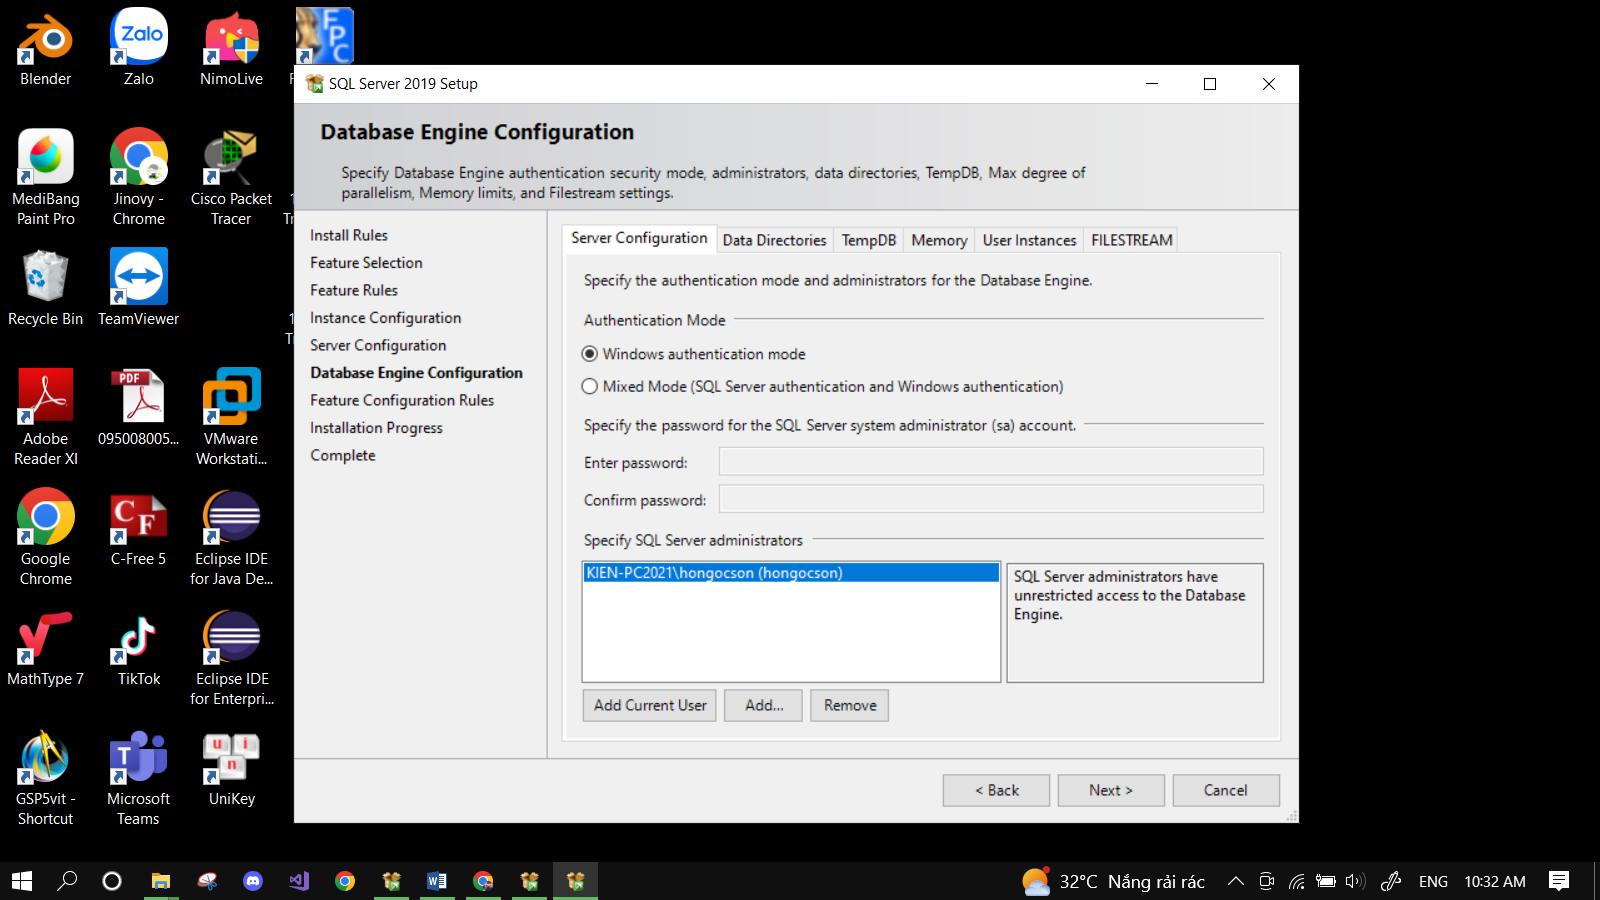 Blender
Zalo
Zalo
NimoLive
FPC
MediBang
Paint Pro
Jinovy -
Chrome
Cisco Packet
Tracer
Recycle Bin
TeamViewer
Adobe
Reader XI
PDF
095008005...
VMware
Workstati...
Google
Chrome
CF
C-Free 5
Eclipse IDE
for Java De...
MathType 7
TikTok
Eclipse IDE
for Enterpri...
GSP5vit -
Shortcut
Microsoft
Teams
u i n
UniKey
SQL Server 2019 Setup
Database Engine Configuration
Specify Database Engine authentication security mode, administrators, data directories, TempDB, Max degree of
parallelism, Memory limits, and Filestream settings.
Install Rules
Feature Selection
Feature Rules
Instance Configuration
Server Configuration
Database Engine Configuration
Feature Configuration Rules
Installation Progress
Complete
Server Configuration Data Directories TempDB Memory User Instances FILESTREAM
Specify the authentication mode and administrators for the Database Engine.
Authentication Mode
Windows authentication mode
Mixed Mode (SQL Server authentication and Windows authentication)
Specify the password for the SQL Server system administrator (sa) account.
Enter password:
Confirm password:
Specify SQL Server administrators
KIEN-PC2021\hongocson (hongocson)
SQL Server administrators have
unrestricted access to the Database
Engine.
Add Current User Add... Remove
< Back Next > Cancel
32°C Nắng rải rác ENG 10:32 AM